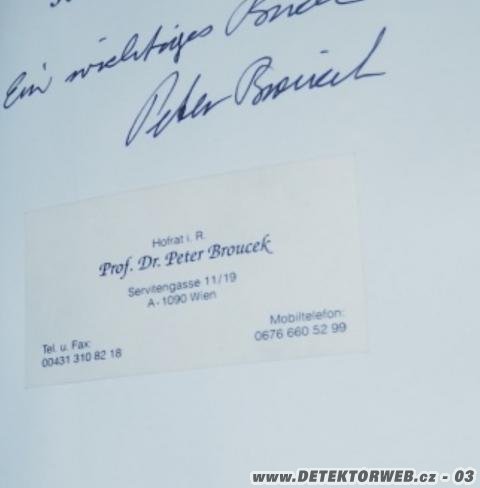 Ein wichtiges Buch
Peter Broucek
Hofrat i. R.
Prof. Dr. Peter Broucek
Servitengasse 11/19
A-1090 Wien
Tel. u. Fax:
00431 310 82 18
Mobiltelefon:
0676 660 52 99
www.DETEKTORWEB.cz - 03